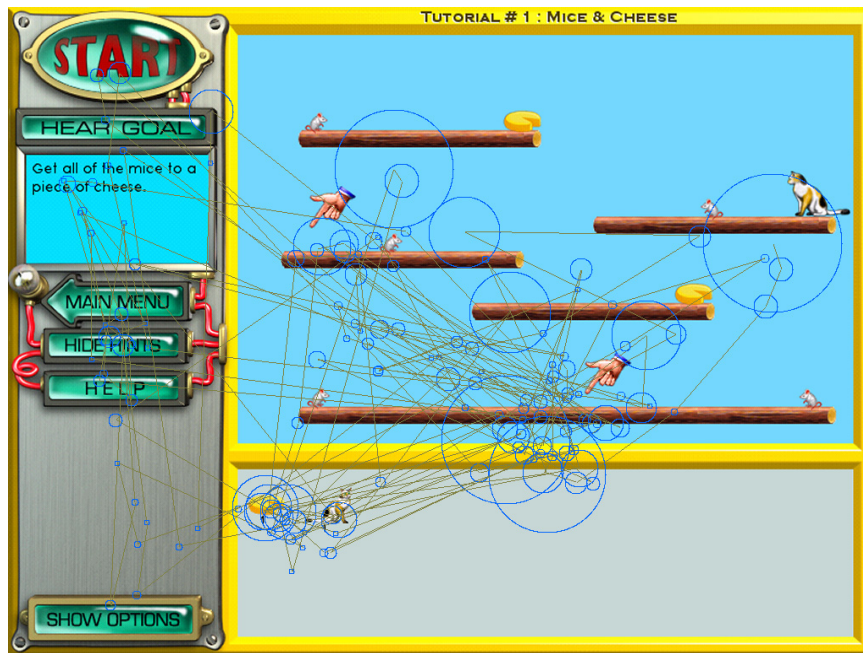 TUTORIAL # 1 : MICE & CHEESE
START
HEAR GOAL
Get all of the mice to a
piece of cheese.
MAIN MENU
HIDE HINTS
HELP
SHOW OPTIONS